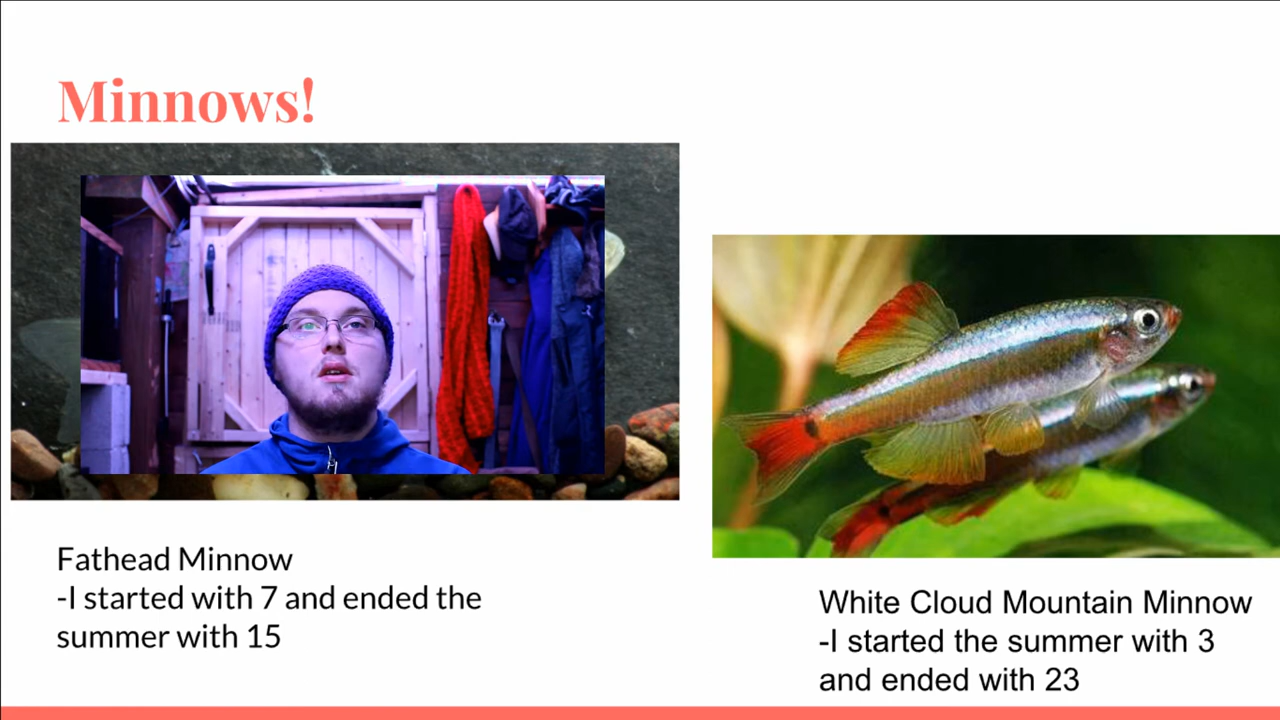 Minnows!
Fathead Minnow
-I started with 7 and ended the
summer with 15
White Cloud Mountain Minnow
-I started the summer with 3
and ended with 23